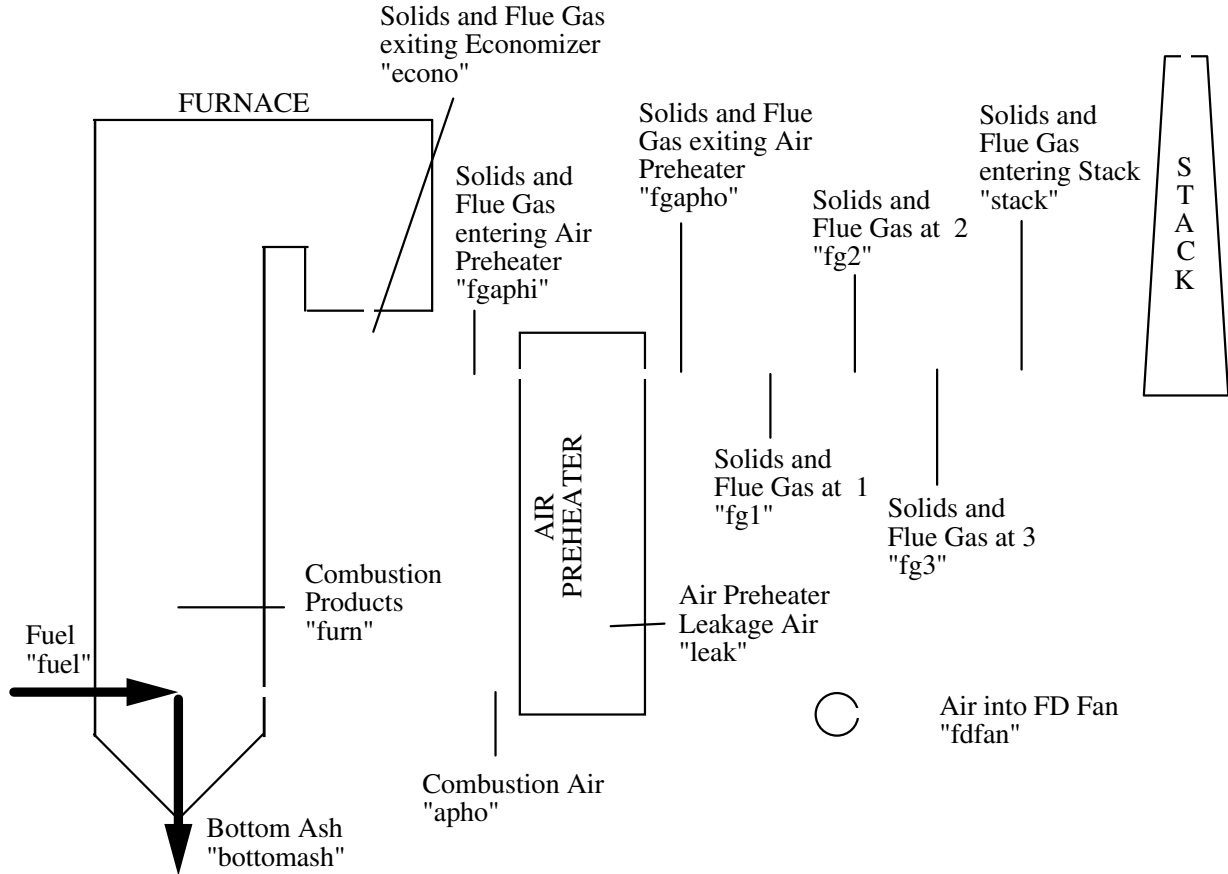 Solids and Flue Gas
exiting Economizer
"econo"
FURNACE
Solids and
Flue Gas
entering Air
Preheater
"fgaphi"
Solids and Flue
Gas exiting Air
Preheater
"fgapho"
Solids and
Flue Gas at 2
"fg2"
Solids and
Flue Gas
entering Stack
"stack"
STACK
AIR
PREHEATER
Solids and
Flue Gas at 1
"fg1"
Solids and
Flue Gas at 3
"fg3"
Combustion
Products
"furn"
Air Preheater
Leakage Air
"leak"
Fuel
"fuel"
Air into FD Fan
"fdfan"
Combustion Air
"apho"
Bottom Ash
"bottomash"